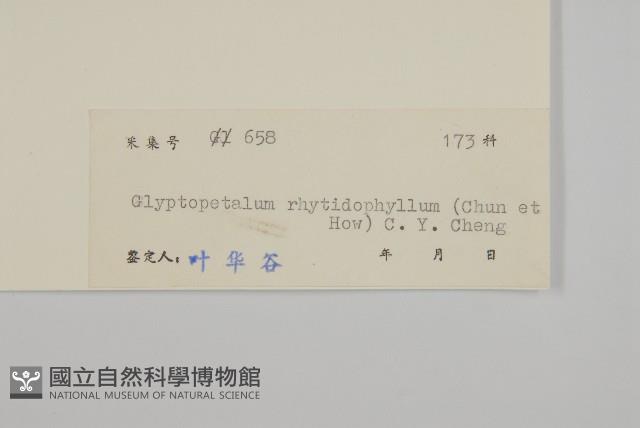 采集号 658 173 科
Glyptopetalum rhytidophyllum (Chun et
How) C. Y. Cheng
鉴定人: 叶华谷 年 月 日
國立自然科學博物館
NATIONAL MUSEUM OF NATURAL SCIENCE